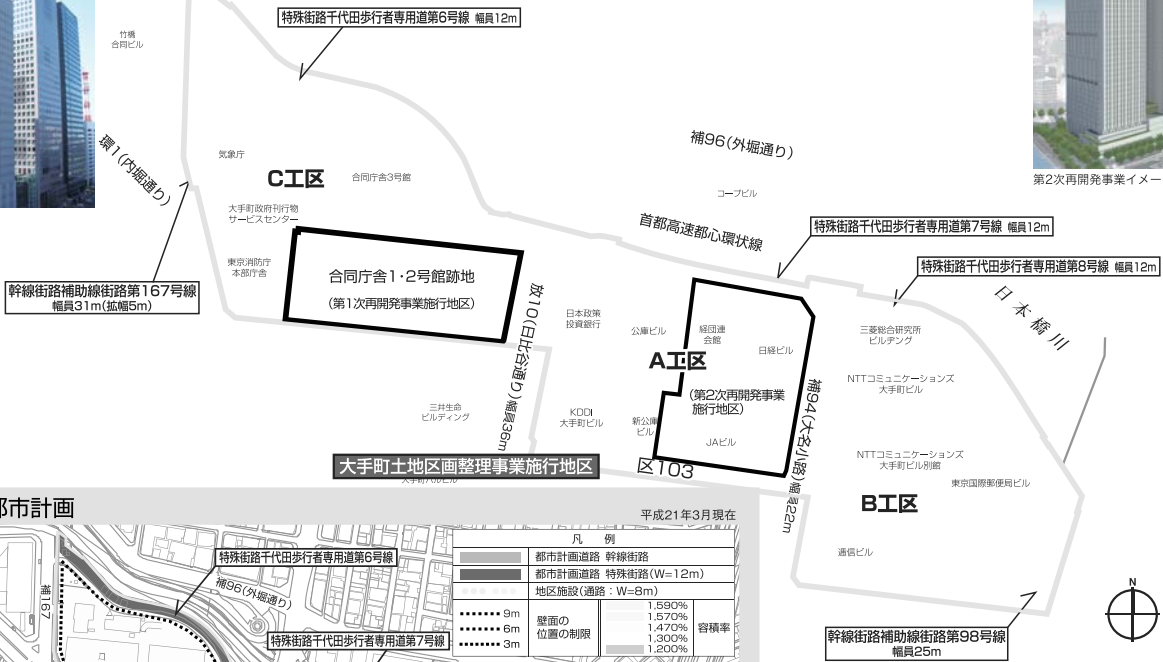 特殊街路千代田歩行者専用道第6号線 幅員12m
竹橋
合同ビル
補96(外堀通り)
環1(内堀通り)
気象庁
C工区
合同庁舎3号館
コープビル
第2次再開発事業イメー
大手町政府刊行物
サービスセンター
首都高速都心環状線
特殊街路千代田歩行者専用道第7号線 幅員12m
東京消防庁
本部庁舎
合同庁舎1・2号館跡地
(第1次再開発事業施行地区)
特殊街路千代田歩行者専用道第8号線 幅員12m
幹線街路補助線街路第167号線
幅員31m(拡幅5m)
放10(日比谷通り)幅員36m
日本政策
投資銀行
公庫ビル
経団連
会館
日経ビル
A工区
(第2次再開発事業
施行地区)
三菱総合研究所
ビルヂング
日本橋川
NTTコミュニケーションズ
大手町ビル
三井生命
ビルディング
KDDI
大手町ビル
新公庫
ビル
JAビル
補94(大名小路)幅員22m
NTTコミュニケーションズ
大手町ビル別館
東京国際郵便局ビル
大手町土地区画整理事業施行地区
区103
大手町パルビル
B工区
逓信ビル
幹線街路補助線街路第98号線
幅員25m
N
都市計画
平成21年3月現在
凡 例
都市計画道路 幹線街路
都市計画道路 特殊街路(W=12m)
地区施設(通路:W=8m)
9m
6m
3m
壁面の
位置の制限
1,590%
1,570%
1,470%
1,300%
1,200%
容積率
特殊街路千代田歩行者専用道第6号線
補96(外堀通り)
補167
特殊街路千代田歩行者専用道第7号線